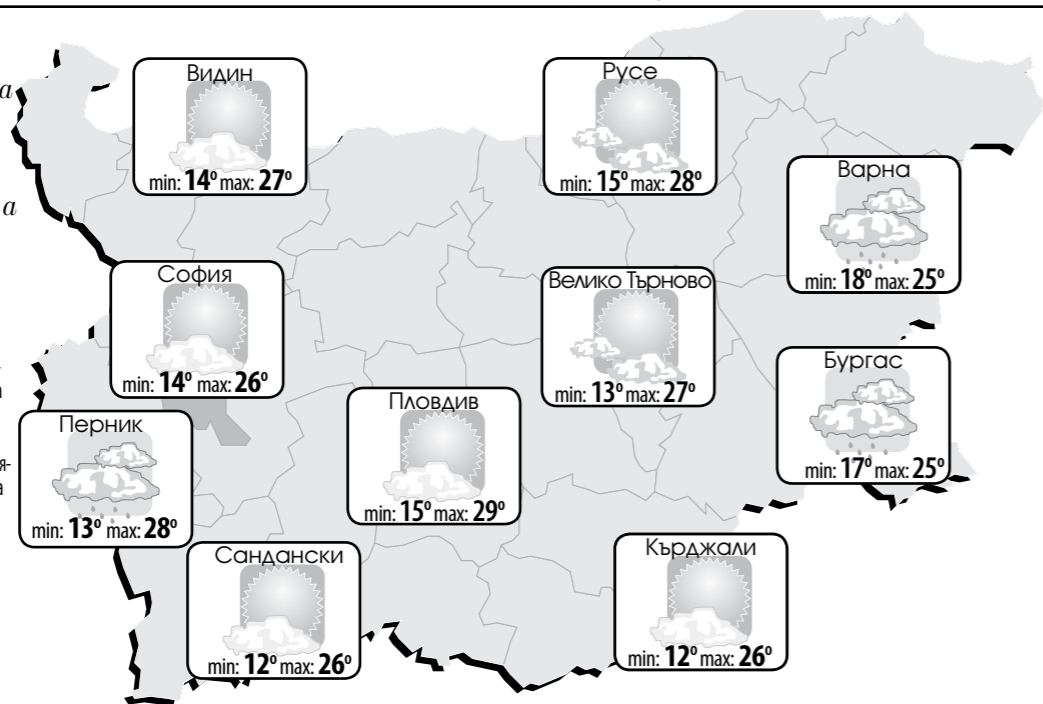 а
а
Видин
min: 14° max: 27°
Русе
min: 15° max: 28°
Варна
min: 18° max: 25°
София
min: 14° max: 26°
Велико Търново
min: 13° max: 27°
Бургас
min: 17° max: 25°
Пловдив
min: 15° max: 29°
Перник
min: 13° max: 28°
я-
а
Сандански
min: 12° max: 26°
Кърджали
min: 12° max: 26°